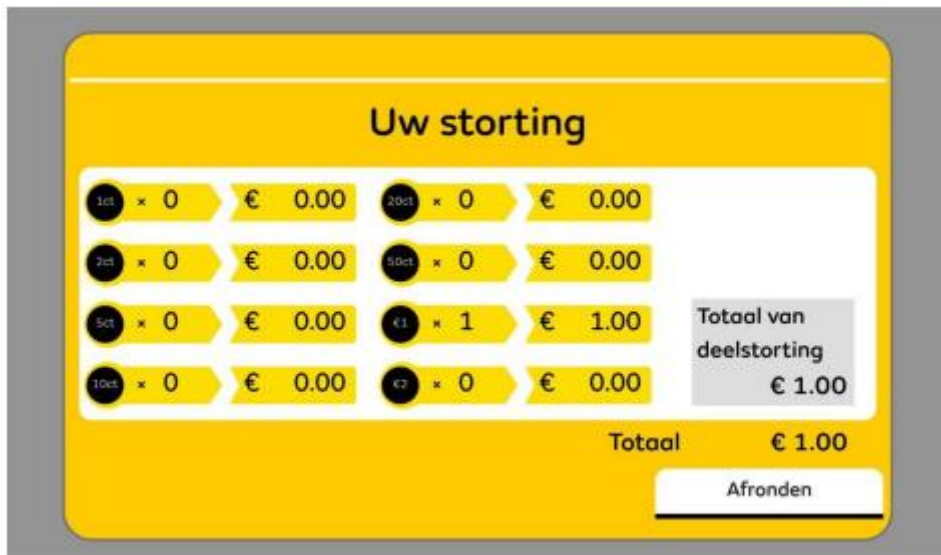 Uw storting
1ct × 0 € 0.00 20ct × 0 € 0.00
2ct × 0 € 0.00 50ct × 0 € 0.00
5ct × 0 € 0.00 €1 × 1 € 1.00
10ct × 0 € 0.00 €2 × 0 € 0.00
Totaal van
deelstorting
€ 1.00
Totaal € 1.00
Afronden